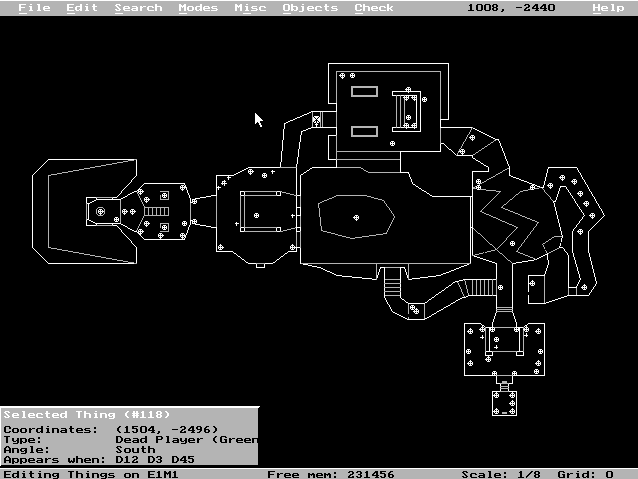 File Edit Search Modes Misc Objects Check 1008, -2440 Help
Selected Thing (#118)
Coordinates: (1504, -2496)
Type: Dead Player (Green
Angle: South
Appears when: D12 D3 D45
Editing Things on E1M1 Free mem: 231456 Scale: 1/8 Grid: 0